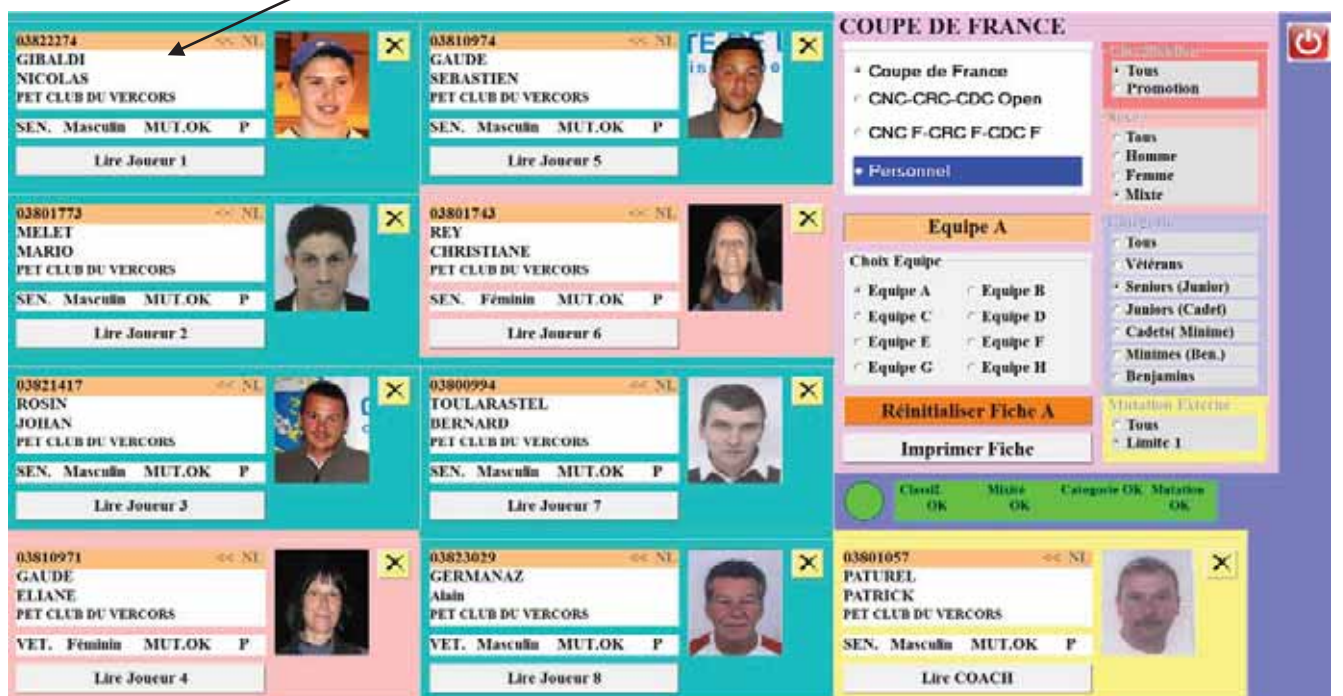 03822274 << NL
GIBALDI
NICOLAS
PET CLUB DU VERCORS
SEN. Masculin MUT.OK P
Lire Joueur 1
03801773 << NL
MELET
MARIO
PET CLUB DU VERCORS
SEN. Masculin MUT.OK P
Lire Joueur 2
03821417 << NL
ROSIN
JOHAN
PET CLUB DU VERCORS
SEN. Masculin MUT.OK P
Lire Joueur 3
03810971 << NL
GAUDE
ELIANE
PET CLUB DU VERCORS
VET. Féminin MUT.OK P
Lire Joueur 4
03810974 << NL
GAUDE
SEBASTIEN
PET CLUB DU VERCORS
SEN. Masculin MUT.OK P
Lire Joueur 5
03801743 << NL
REY
CHRISTIANE
PET CLUB DU VERCORS
SEN. Féminin MUT.OK P
Lire Joueur 6
03800994 << NL
TOULARASTEL
BERNARD
PET CLUB DU VERCORS
SEN. Masculin MUT.OK P
Lire Joueur 7
03823029 << NL
GERMANAZ
Alain
PET CLUB DU VERCORS
VET. Masculin MUT.OK P
Lire Joueur 8
COUPE DE FRANCE
Coupe de France
CNC-CRC-CDC Open
CNC F-CRC F-CDC F
Personnel
Equipe A
Choix Equipe
Equipe A Equipe B
Equipe C Equipe D
Equipe E Equipe F
Equipe G Equipe H
Réinitialiser Fiche A
Imprimer Fiche
Tous
Promotion
Sexe
Tous
Homme
Femme
Mixte
Catégorie
Tous
Vétérans
Seniors (Junior)
Juniors (Cadet)
Cadets( Minime)
Minimes (Ben.)
Benjamins
Mutation Externe
Tous
Limite 1
Classif. OK Mixité OK Categorie OK Mutation OK
03801057 << NL
PATUREL
PATRICK
PET CLUB DU VERCORS
SEN. Masculin MUT.OK P
Lire COACH